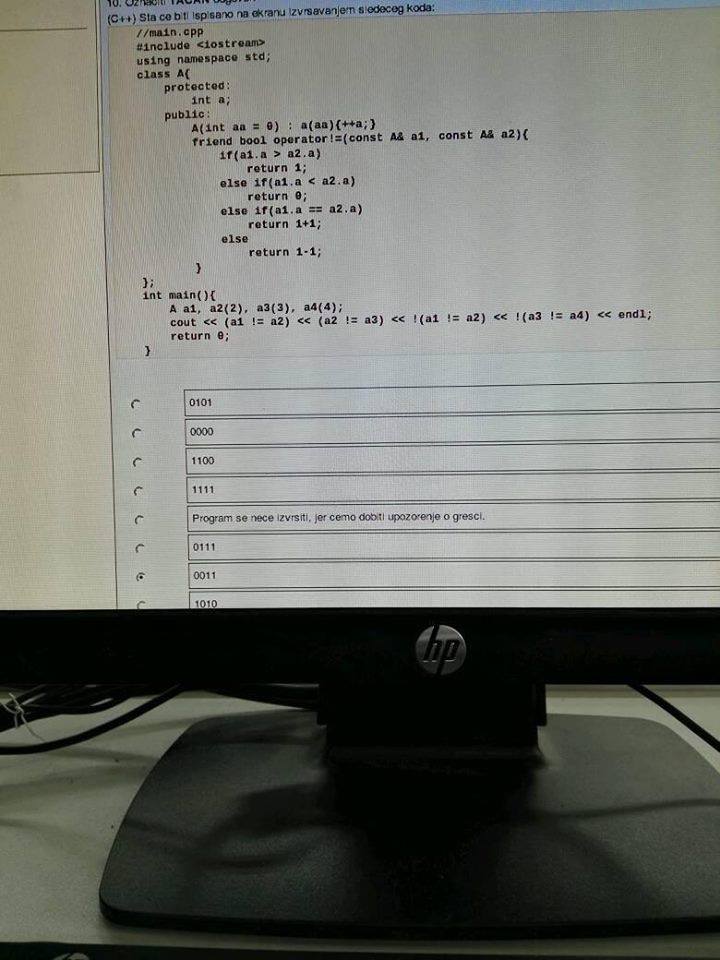 10. Oznaciti TACAN
(C++) Sta ce biti ispisano na ekranu izvrsavanjem sledeceg koda:
//main.cpp
#include <iostream>
using namespace std;
class A{
protected:
int a;
public:
A(int aa = 0) : a(aa){++a;}
friend bool operator!=(const A& a1, const A& a2){
if(a1.a > a2.a)
return 1;
else if(a1.a < a2.a)
return 0;
else if(a1.a == a2.a)
return 1+1;
else
return 1-1;
}
};
int main(){
A a1, a2(2), a3(3), a4(4);
cout << (a1 != a2) << (a2 != a3) << !(a1 != a2) << !(a3 != a4) << endl;
return 0;
}
0101
0000
1100
1111
Program se nece izvrsiti, jer cemo dobiti upozorenje o gresci.
0111
0011
1010
hp